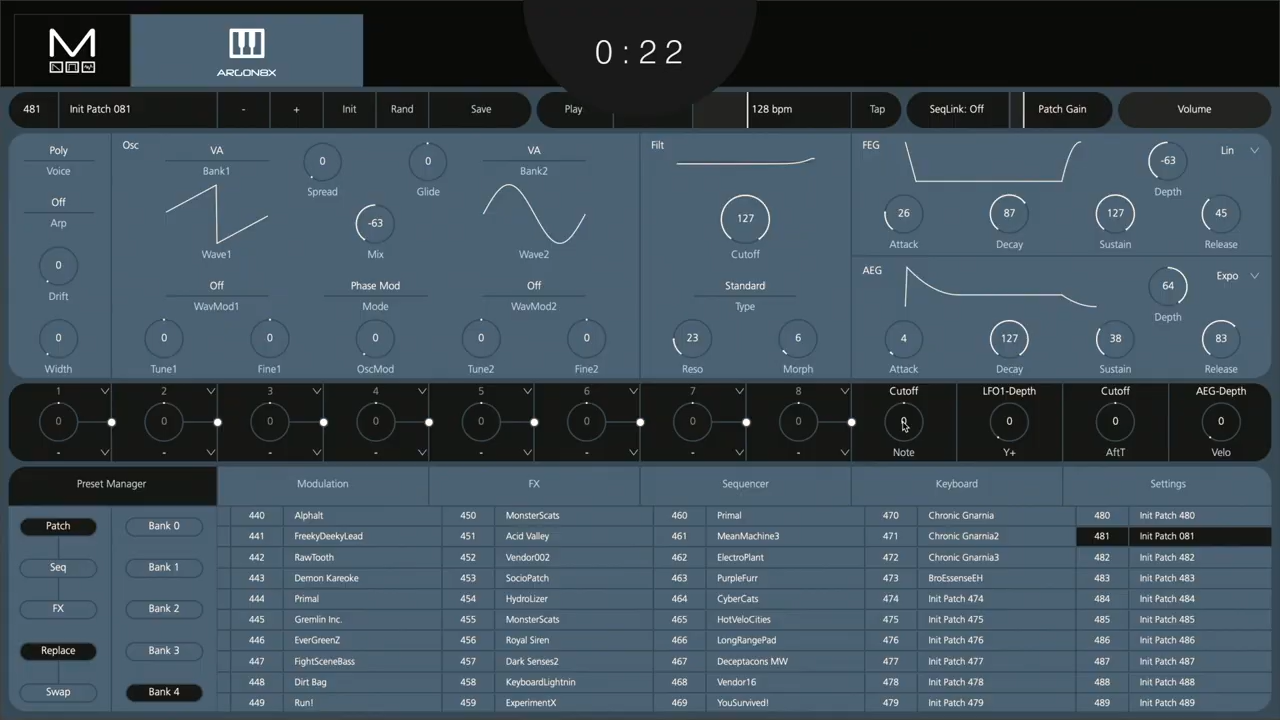 M
ARGON8X
0:22
481 Init Patch 081 - + Init Rand Save Play 128 bpm Tap SeqLink: Off Patch Gain Volume
Poly
Voice
Off
Arp
0
Drift
0
Width
Osc
VA
Bank1
0
Spread
0
Glide
VA
Bank2
Wave1
-63
Mix
Wave2
Off
WavMod1
Phase Mod
Mode
Off
WavMod2
0
Tune1
0
Fine1
0
OscMod
0
Tune2
0
Fine2
Filt
127
Cutoff
Standard
Type
23
Reso
6
Morph
FEG
-63
Depth
Lin
26
Attack
87
Decay
127
Sustain
45
Release
AEG
64
Depth
Expo
4
Attack
127
Decay
38
Sustain
83
Release
1 2 3 4 5 6 7 8 Cutoff LFO1-Depth Cutoff AEG-Depth
0 0 0 0 0 0 0 0 0 0 0 0
- - - - - - - - Note Y+ AftT Velo
Preset Manager Modulation FX Sequencer Keyboard Settings
Patch
Seq
FX
Replace
Swap
Bank 0
Bank 1
Bank 2
Bank 3
Bank 4
440 Alphalt
441 FreekyDeekyLead
442 RawTooth
443 Demon Kareoke
444 Primal
445 Gremlin Inc.
446 EverGreenZ
447 FightSceneBass
448 Dirt Bag
449 Run!
450 MonsterScats
451 Acid Valley
452 Vendor002
453 SocioPatch
454 HydroLizer
455 MonsterScats
456 Royal Siren
457 Dark Senses2
458 KeyboardLightnin
459 ExperimentX
460 Primal
461 MeanMachine3
462 ElectroPlant
463 PurpleFurr
464 CyberCats
465 HotVeloCities
466 LongRangePad
467 Deceptacons MW
468 Vendor16
469 YouSurvived!
470 Chronic Gnarnia
471 Chronic Gnarnia2
472 Chronic Gnarnia3
473 BroEssenseEH
474 Init Patch 474
475 Init Patch 475
476 Init Patch 476
477 Init Patch 477
478 Init Patch 478
479 Init Patch 479
480 Init Patch 480
481 Init Patch 081
482 Init Patch 482
483 Init Patch 483
484 Init Patch 484
485 Init Patch 485
486 Init Patch 486
487 Init Patch 487
488 Init Patch 488
489 Init Patch 489